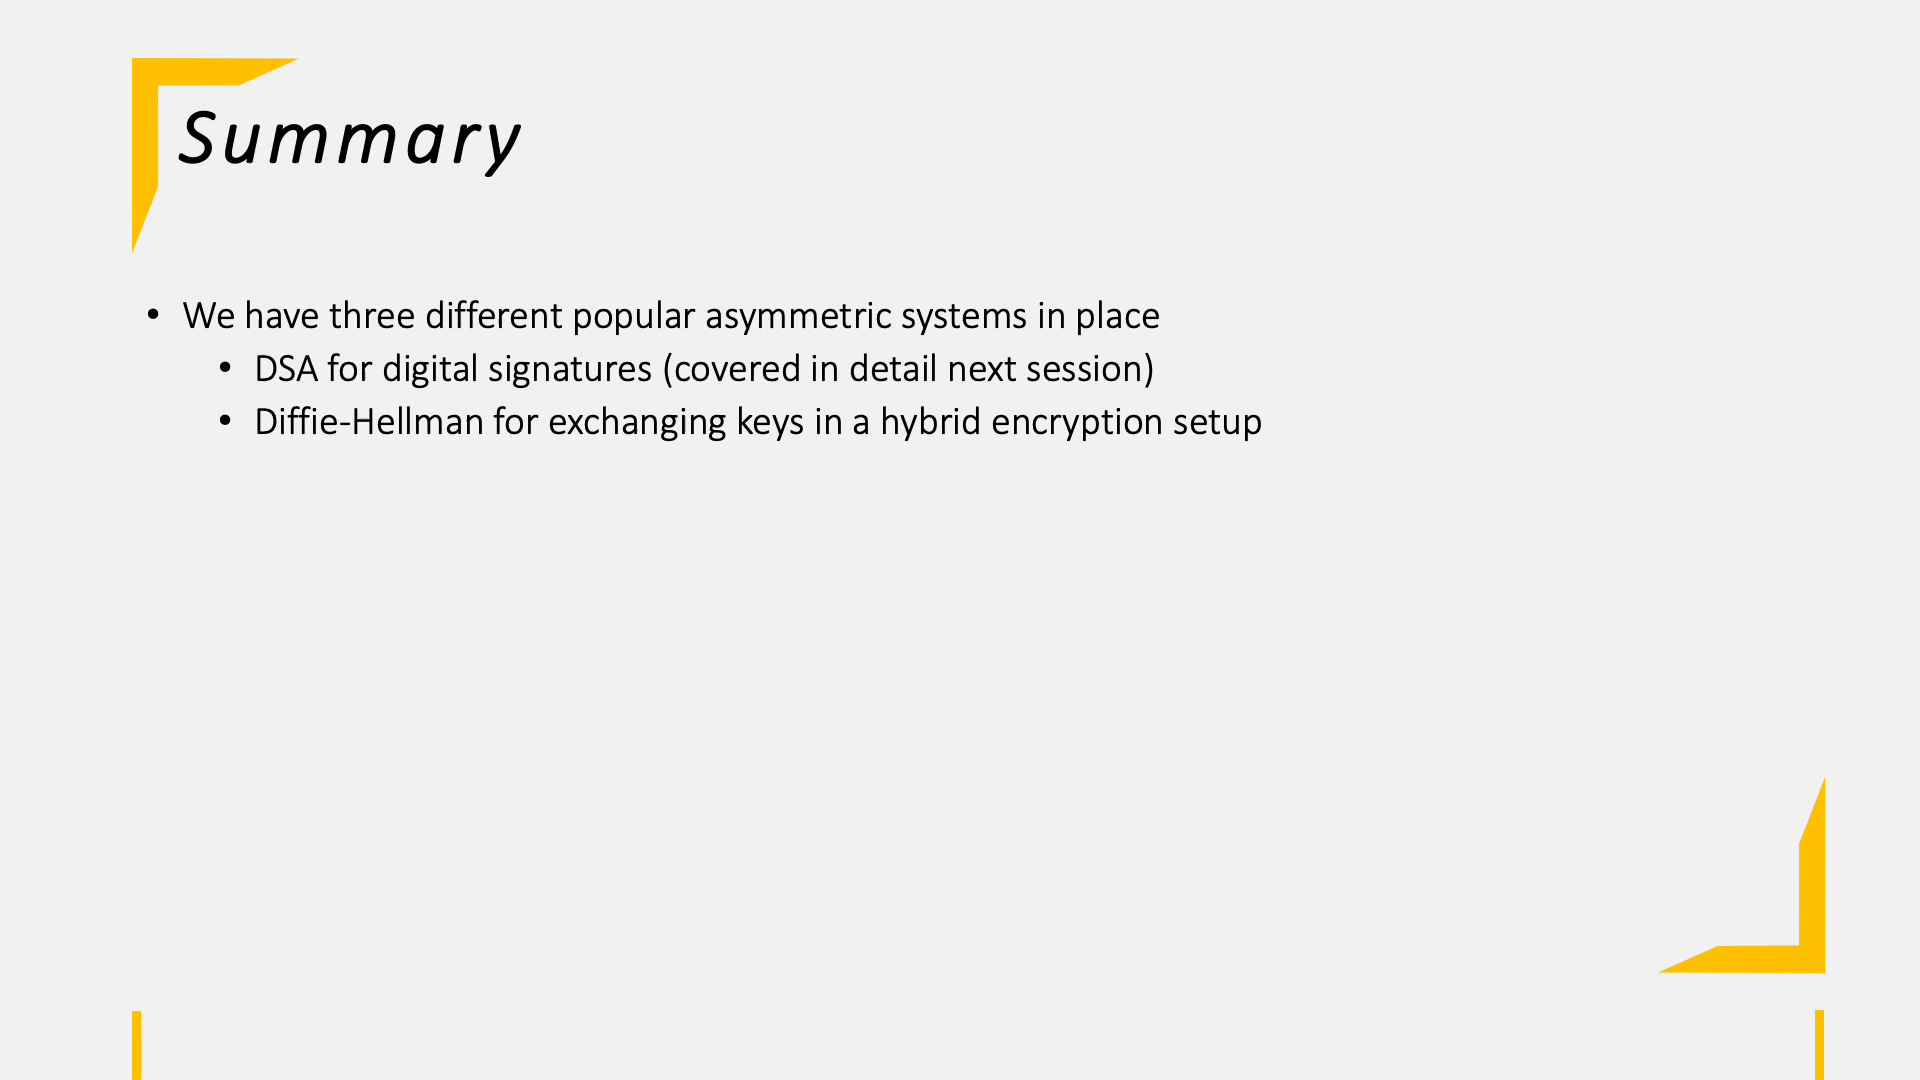 Summary
• We have three different popular asymmetric systems in place
• DSA for digital signatures (covered in detail next session)
• Diffie-Hellman for exchanging keys in a hybrid encryption setup